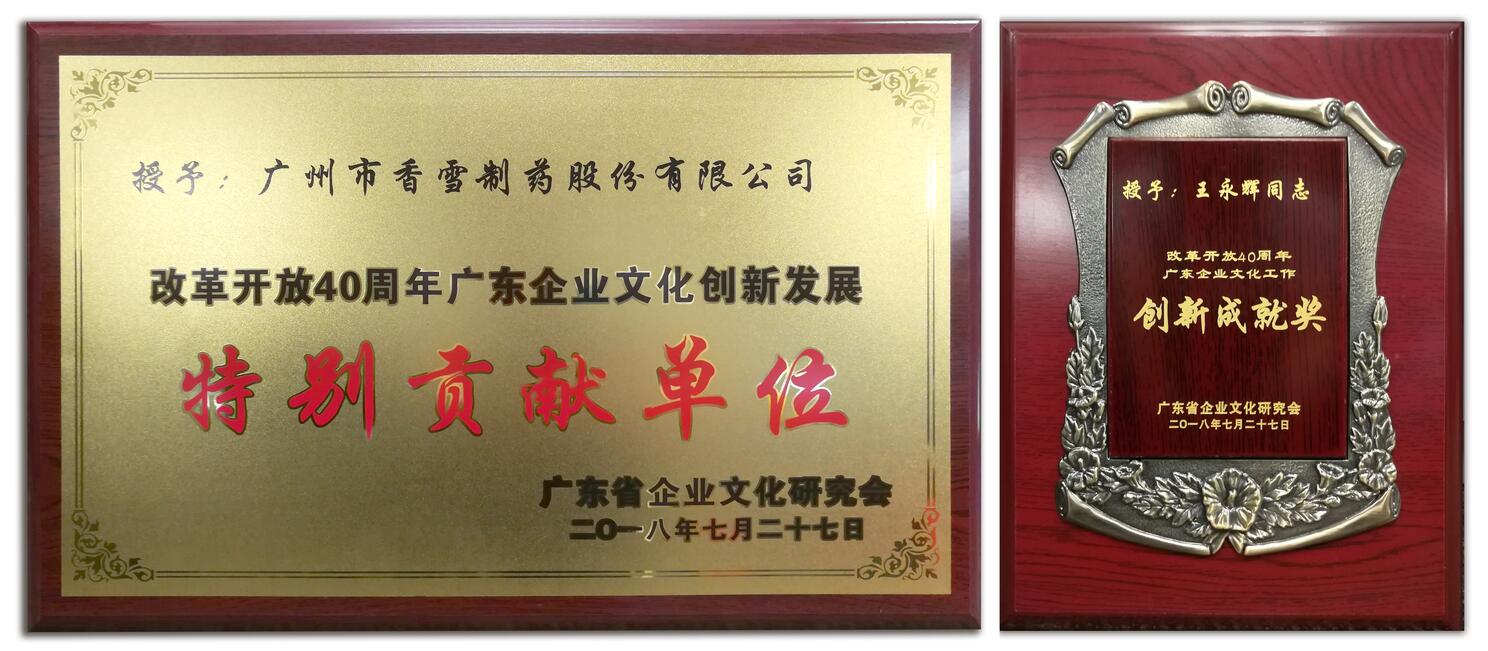 授予：广州市香雪制药股份有限公司
改革开放40周年广东企业文化创新发展
特别贡献单位
广东省企业文化研究会
二〇一八年七月二十七日
授予：王永辉同志
改革开放40周年
广东企业文化工作
创新成就奖
广东省企业文化研究会
二〇一八年七月二十七日